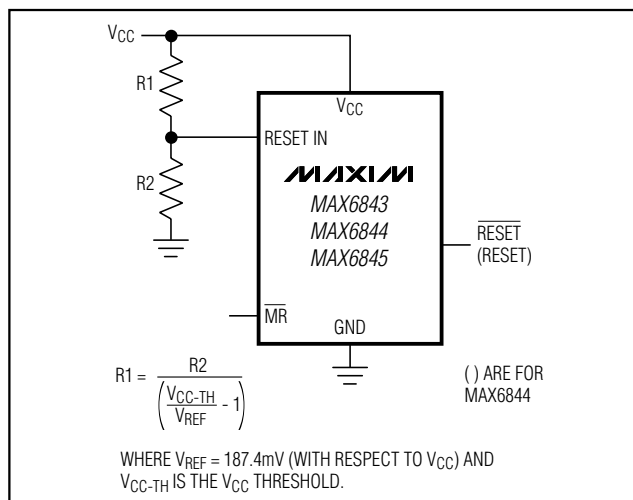 VCC
R1
VCC
RESET IN
MAXIM
R2
MAX6843
MAX6844
MAX6845
RESET
(RESET)
MR
GND
R1 = R2 / (VCC-TH / VREF - 1)
( ) ARE FOR
MAX6844
WHERE VREF = 187.4mV (WITH RESPECT TO VCC) AND
VCC-TH IS THE VCC THRESHOLD.